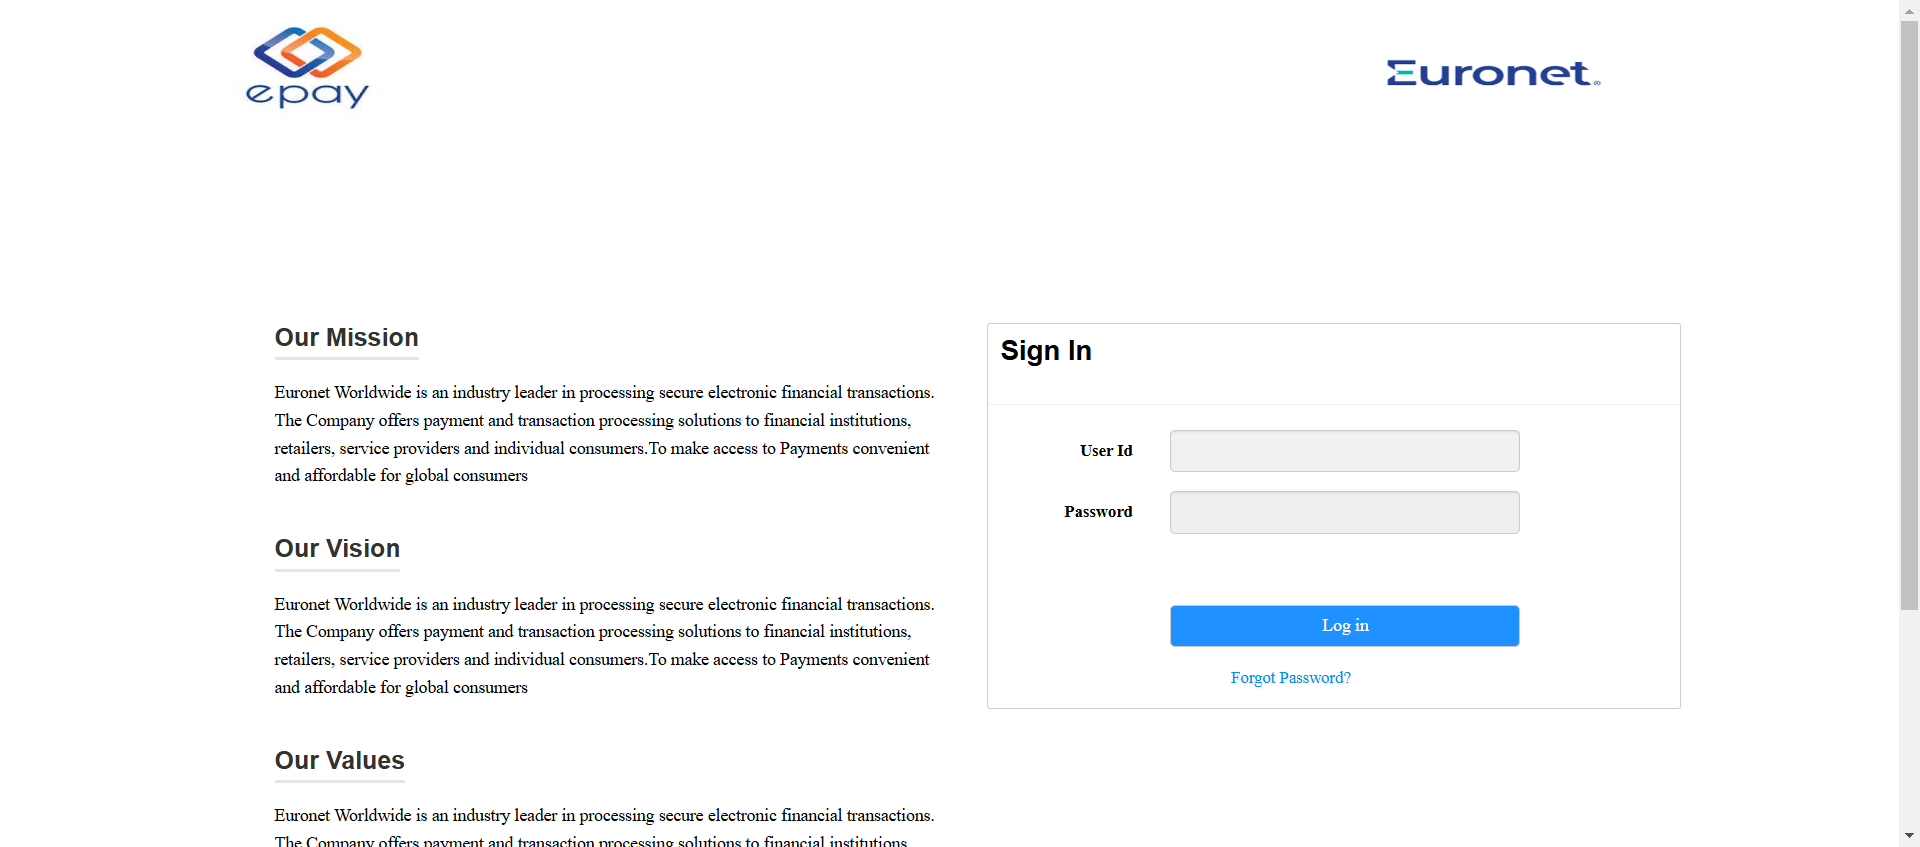 epay
Euronet®
Our Mission
Euronet Worldwide is an industry leader in processing secure electronic financial transactions.
The Company offers payment and transaction processing solutions to financial institutions,
retailers, service providers and individual consumers.To make access to Payments convenient
and affordable for global consumers
Our Vision
Euronet Worldwide is an industry leader in processing secure electronic financial transactions.
The Company offers payment and transaction processing solutions to financial institutions,
retailers, service providers and individual consumers.To make access to Payments convenient
and affordable for global consumers
Our Values
Euronet Worldwide is an industry leader in processing secure electronic financial transactions.
The Company offers payment and transaction processing solutions to financial institutions
Sign In
User Id
Password
Log in
Forgot Password?